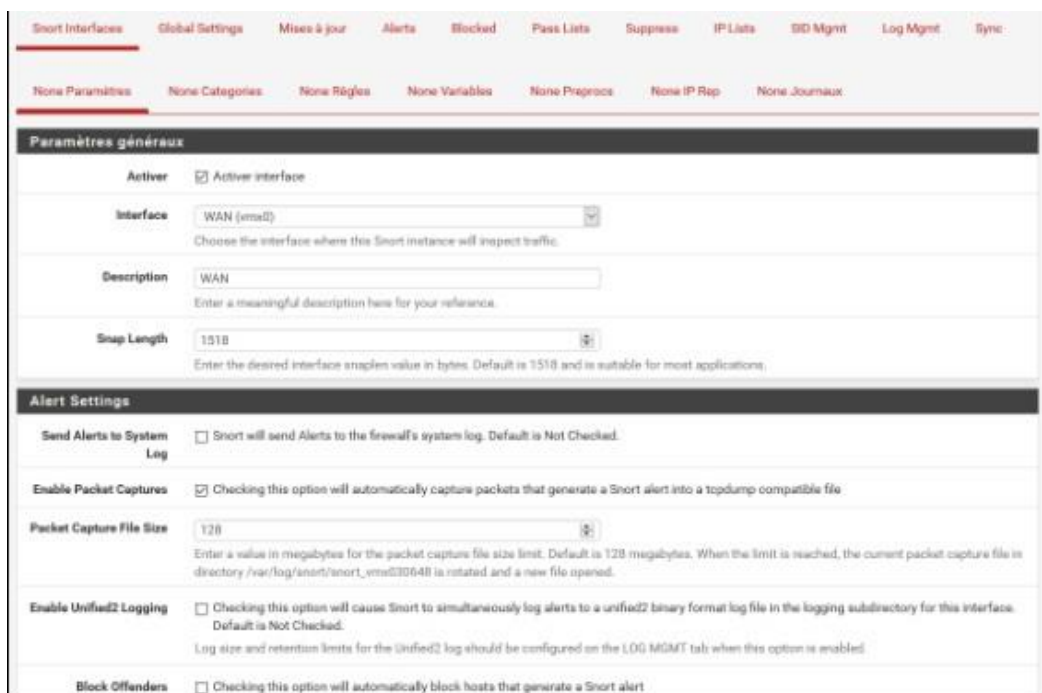 Snort Interfaces Global Settings Mises à jour Alerts Blocked Pass Lists Suppress IP Lists SID Mgmt Log Mgmt Sync
None Paramètres None Categories None Règles None Variables None Preprocs None IP Rep None Journaux
Paramètres généraux
Activer Activer interface
Interface WAN (vmx0)
Choose the interface where this Snort instance will inspect traffic.
Description WAN
Enter a meaningful description here for your reference.
Snap Length 1518
Enter the desired interface snaplen value in bytes. Default is 1518 and is suitable for most applications.
Alert Settings
Send Alerts to System Snort will send Alerts to the firewall's system log. Default is Not Checked.
Log
Enable Packet Captures Checking this option will automatically capture packets that generate a Snort alert into a tcpdump compatible file
Packet Capture File Size 128
Enter a value in megabytes for the packet capture file size limit. Default is 128 megabytes. When the limit is reached, the current packet capture file in
directory /var/log/snort/snort_vmx030648 is rotated and a new file opened.
Enable Unified2 Logging Checking this option will cause Snort to simultaneously log alerts to a unified2 binary format log file in the logging subdirectory for this interface.
Default is Not Checked.
Log size and retention limits for the Unified2 log should be configured on the LOG MGMT tab when this option is enabled.
Block Offenders Checking this option will automatically block hosts that generate a Snort alert